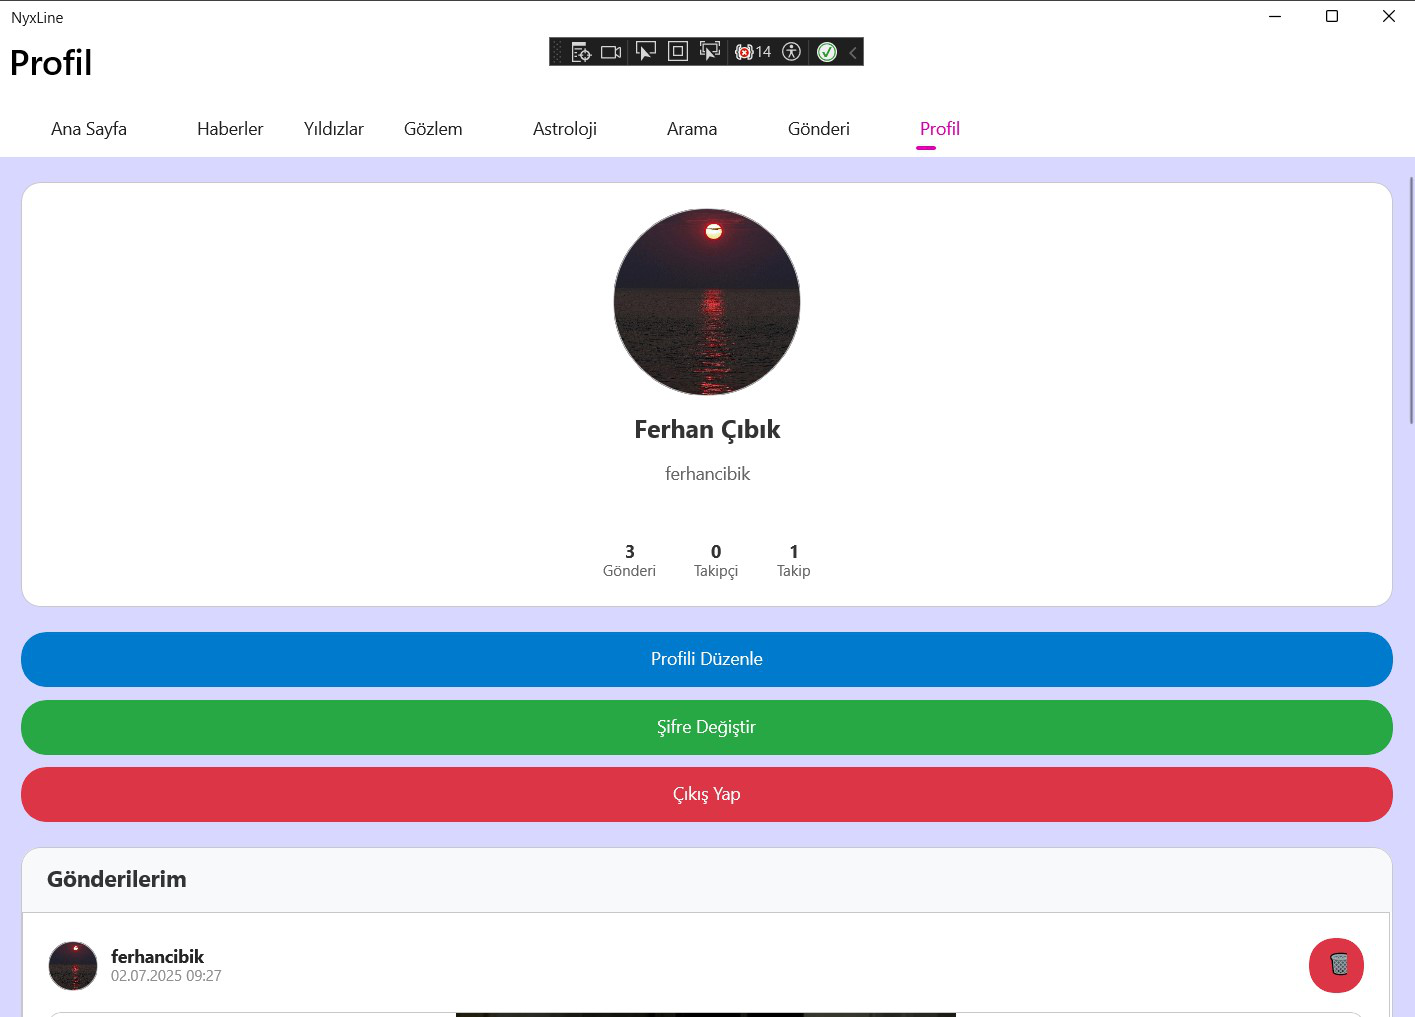 NyxLine
Profil
14
Ana Sayfa Haberler Yıldızlar Gözlem Astroloji Arama Gönderi Profil
Ferhan Çıbık
ferhancibik
3 0 1
Gönderi Takipçi Takip
Profili Düzenle
Şifre Değiştir
Çıkış Yap
Gönderilerim
ferhancibik
02.07.2025 09:27